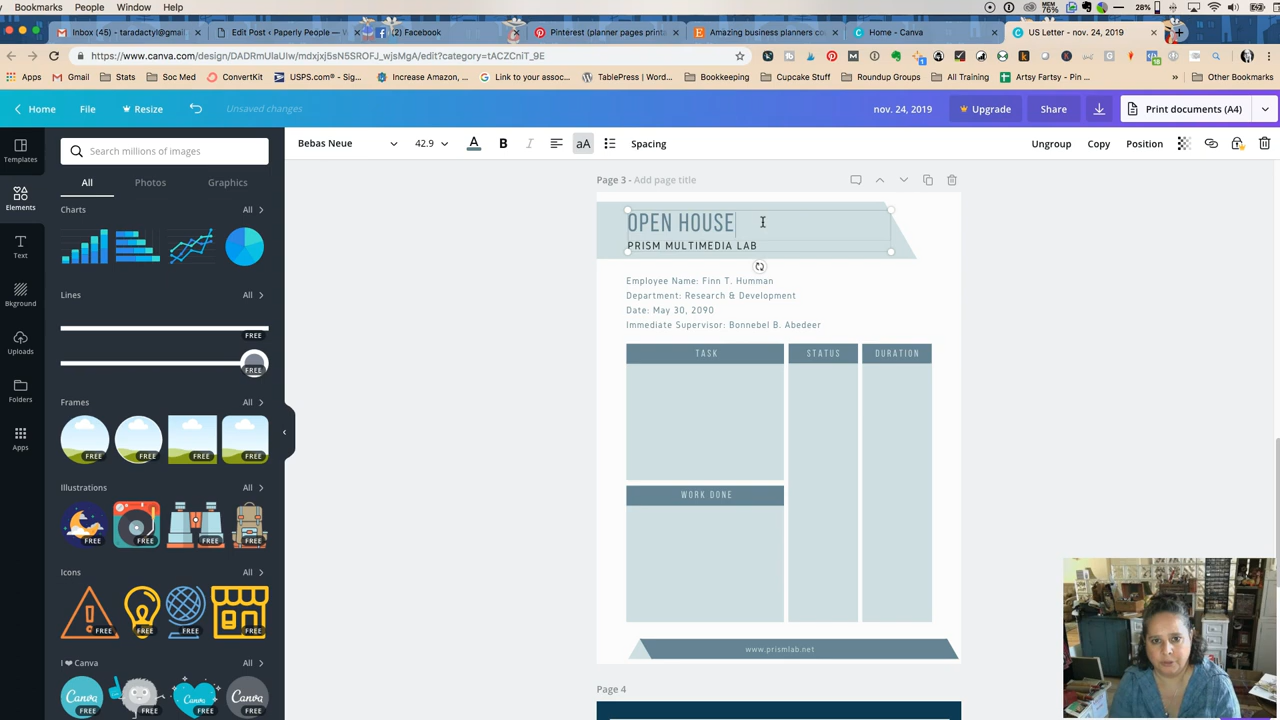 Bookmarks People Window Help
MEM 76% 28%
Inbox (45) - taradactyl@gmail
Edit Post ‹ Paperly People —
(2) Facebook
Pinterest (planner pages print
Amazing business planners co
Home - Canva
US Letter - nov. 24, 2019
https://www.canva.com/design/DADRmUlaUIw/mdxjxj5sN5SROFJ_wjsMgA/edit?category=tACZCniT_9E
Apps Gmail Stats Soc Med ConvertKit USPS.com® - Sig... Increase Amazon, ... Link to your assoc... TablePress | Word... Bookkeeping Cupcake Stuff Roundup Groups All Training Artsy Fartsy - Pin ... » Other Bookmarks
Home File Resize Unsaved changes nov. 24, 2019 Upgrade Share Print documents (A4)
Templates
Elements
Text
Bkground
Uploads
Folders
Apps
Search millions of images
All Photos Graphics
Charts All
Lines All
FREE
FREE
Frames All
FREE FREE FREE FREE
Illustrations All
FREE FREE FREE FREE
Icons All
FREE FREE FREE FREE
I ❤ Canva All
Canva Canva
FREE FREE FREE FREE
Bebas Neue 42.9 A B I aA Spacing Ungroup Copy Position
Page 3 - Add page title
OPEN HOUSE
PRISM MULTIMEDIA LAB
Employee Name: Finn T. Humman
Department: Research & Development
Date: May 30, 2090
Immediate Supervisor: Bonnebel B. Abedeer
TASK STATUS DURATION
WORK DONE
www.prismlab.net
Page 4